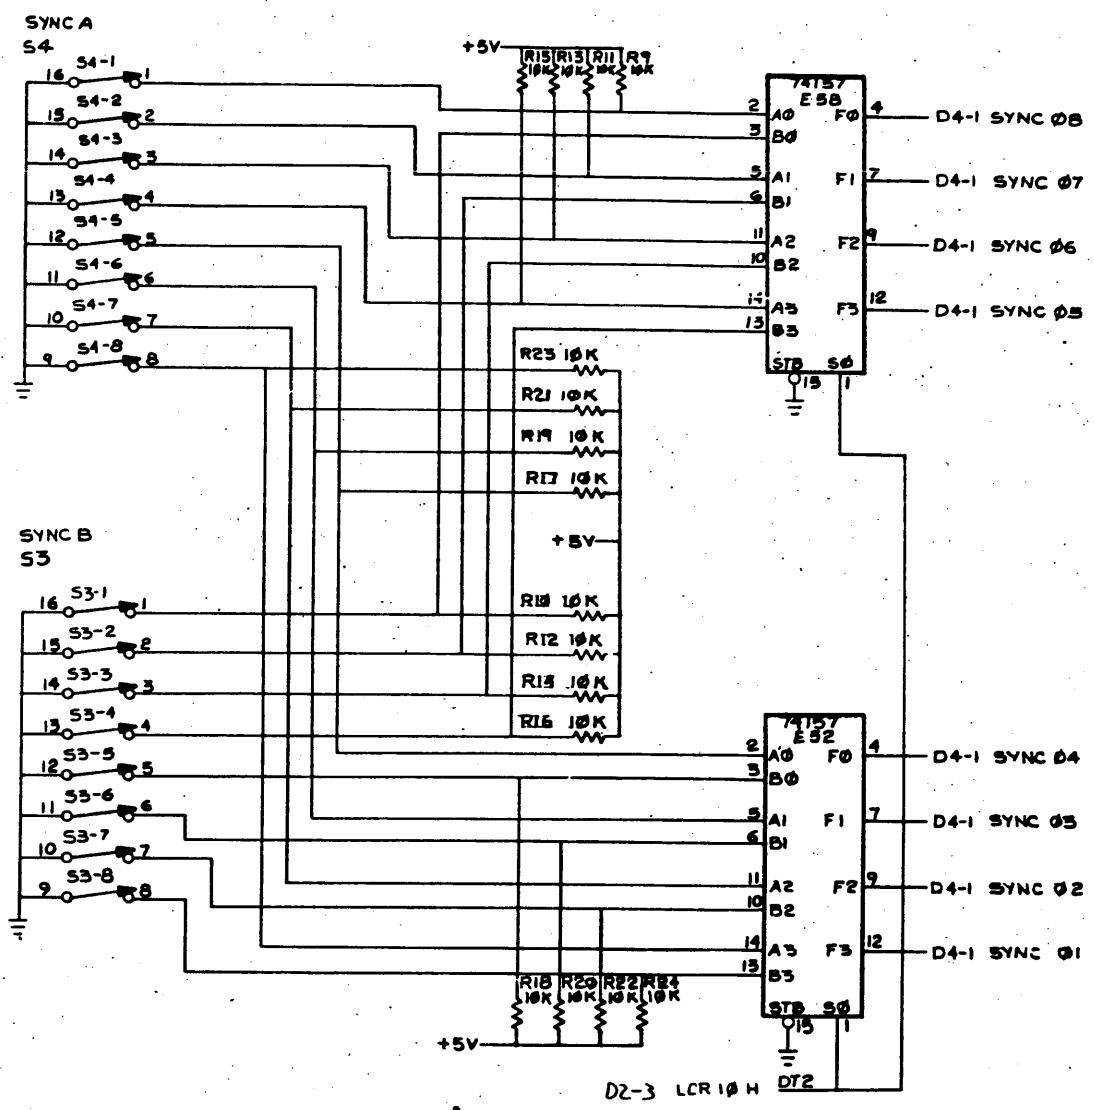 SYNC A
S4
16 S4-1 1
15 S4-2 2
14 S4-3 3
13 S4-4 4
12 S4-5 5
11 S4-6 6
10 S4-7 7
9 S4-8 8
+5V
R15 R13 R11 R9
10K 10K 10K 10K
74157
E58
2 A0 F0 4 D4-1 SYNC 08
3 B0
5 A1 F1 7 D4-1 SYNC 07
6 B1
11 A2 F2 9 D4-1 SYNC 06
10 B2
14 A3 F3 12 D4-1 SYNC 05
13 B3
STB S0
15 1
R23 10K
R21 10K
R19 10K
R17 10K
+5V
R10 10K
R12 10K
10K
R16 10K
SYNC B
S3
16 S3-1 1
15 S3-2 2
14 S3-3 3
13 S3-4 4
12 S3-5 5
11 S3-6 6
10 S3-7 7
9 S3-8 8
74157
E52
2 A0 F0 4 D4-1 SYNC 04
3 B0
5 A1 F1 7 D4-1 SYNC 03
6 B1
11 A2 F2 9 D4-1 SYNC 02
10 B2
14 A3 F3 12 D4-1 SYNC 01
13 B3
STB S0
15 1
R18 R20 R22 R24
10K 10K 10K 10K
+5V
D2-3 LCR 10 H DT2